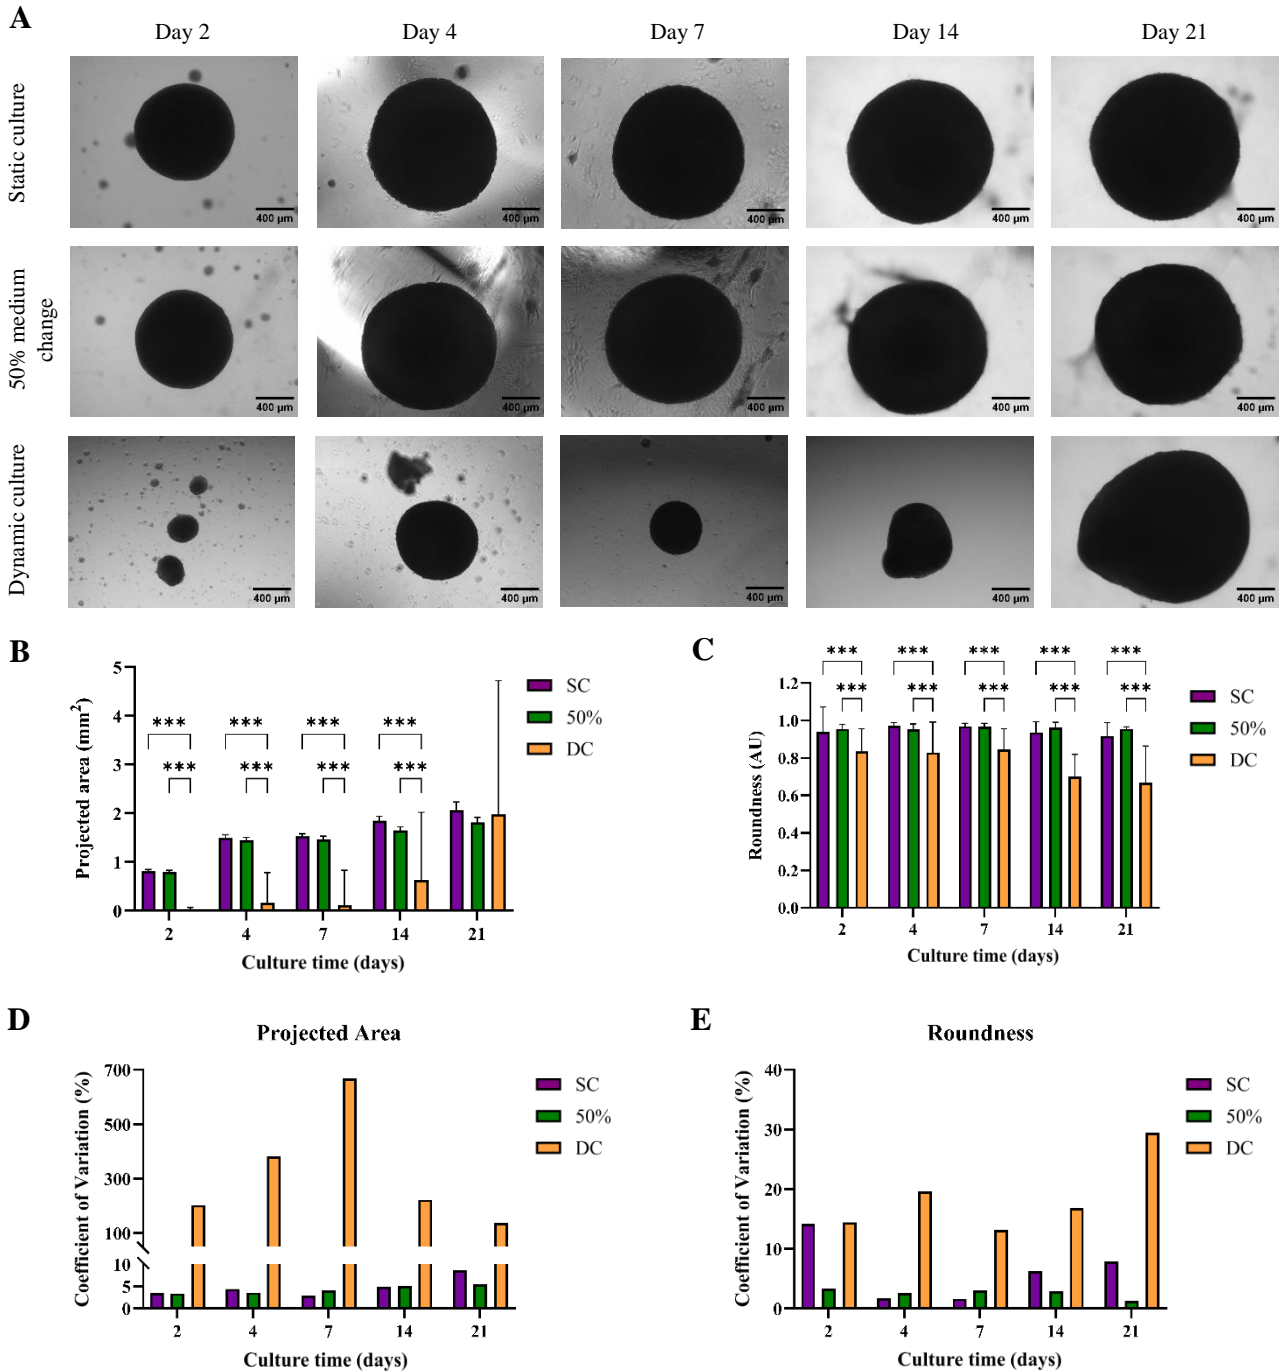 A
Day 2 Day 4 Day 7 Day 14 Day 21
Static culture
400 µm 400 µm 400 µm 400 µm 400 µm
50% medium
change
400 µm 400 µm 400 µm 400 µm 400 µm
Dynamic culture
400 µm 400 µm 400 µm 400 µm 400 µm
B
Projected area (mm²)
5
4
3
2
1
0
*** *** *** ***
*** *** *** ***
2 4 7 14 21
Culture time (days)
SC
50%
DC
C
Roundness (AU)
1.2
1.0
0.8
0.6
0.4
0.2
0.0
*** *** *** *** ***
*** *** *** *** ***
2 4 7 14 21
Culture time (days)
SC
50%
DC
D
Projected Area
Coefficient of Variation (%)
700
500
300
100
10
5
0
2 4 7 14 21
Culture time (days)
SC
50%
DC
E
Roundness
Coefficient of Variation (%)
40
30
20
10
0
2 4 7 14 21
Culture time (days)
SC
50%
DC